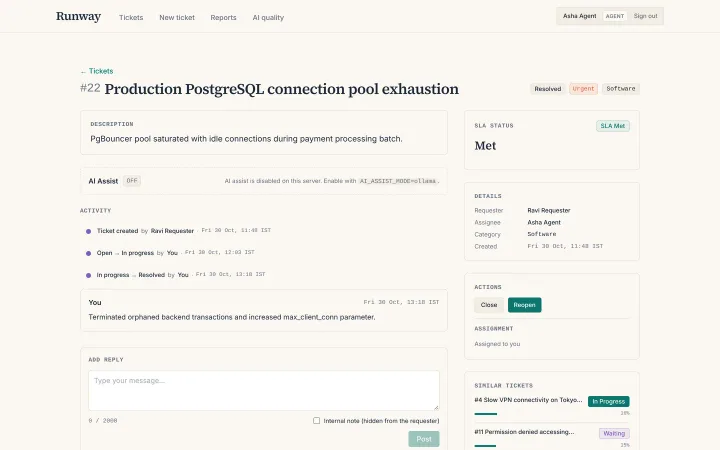 Runway Tickets New ticket Reports AI quality Asha Agent AGENT Sign out
← Tickets
#22 Production PostgreSQL connection pool exhaustion Resolved Urgent Software
DESCRIPTION
PgBouncer pool saturated with idle connections during payment processing batch.
AI Assist OFF AI assist is disabled on this server. Enable with AI_ASSIST_MODE=ollama.
ACTIVITY
Ticket created by Ravi Requester · Fri 30 Oct, 11:48 IST
Open → In progress by You · Fri 30 Oct, 12:03 IST
In progress → Resolved by You · Fri 30 Oct, 13:18 IST
You Fri 30 Oct, 13:18 IST
Terminated orphaned backend transactions and increased max_client_conn parameter.
ADD REPLY
Type your message...
0 / 2000 Internal note (hidden from the requester)
Post
SLA STATUS SLA Met
Met
DETAILS
Requester Ravi Requester
Assignee Asha Agent
Category Software
Created Fri 30 Oct, 11:48 IST
ACTIONS
Close Reopen
ASSIGNMENT
Assigned to you
SIMILAR TICKETS
#4 Slow VPN connectivity on Tokyo... In Progress
#11 Permission denied accessing... Waiting